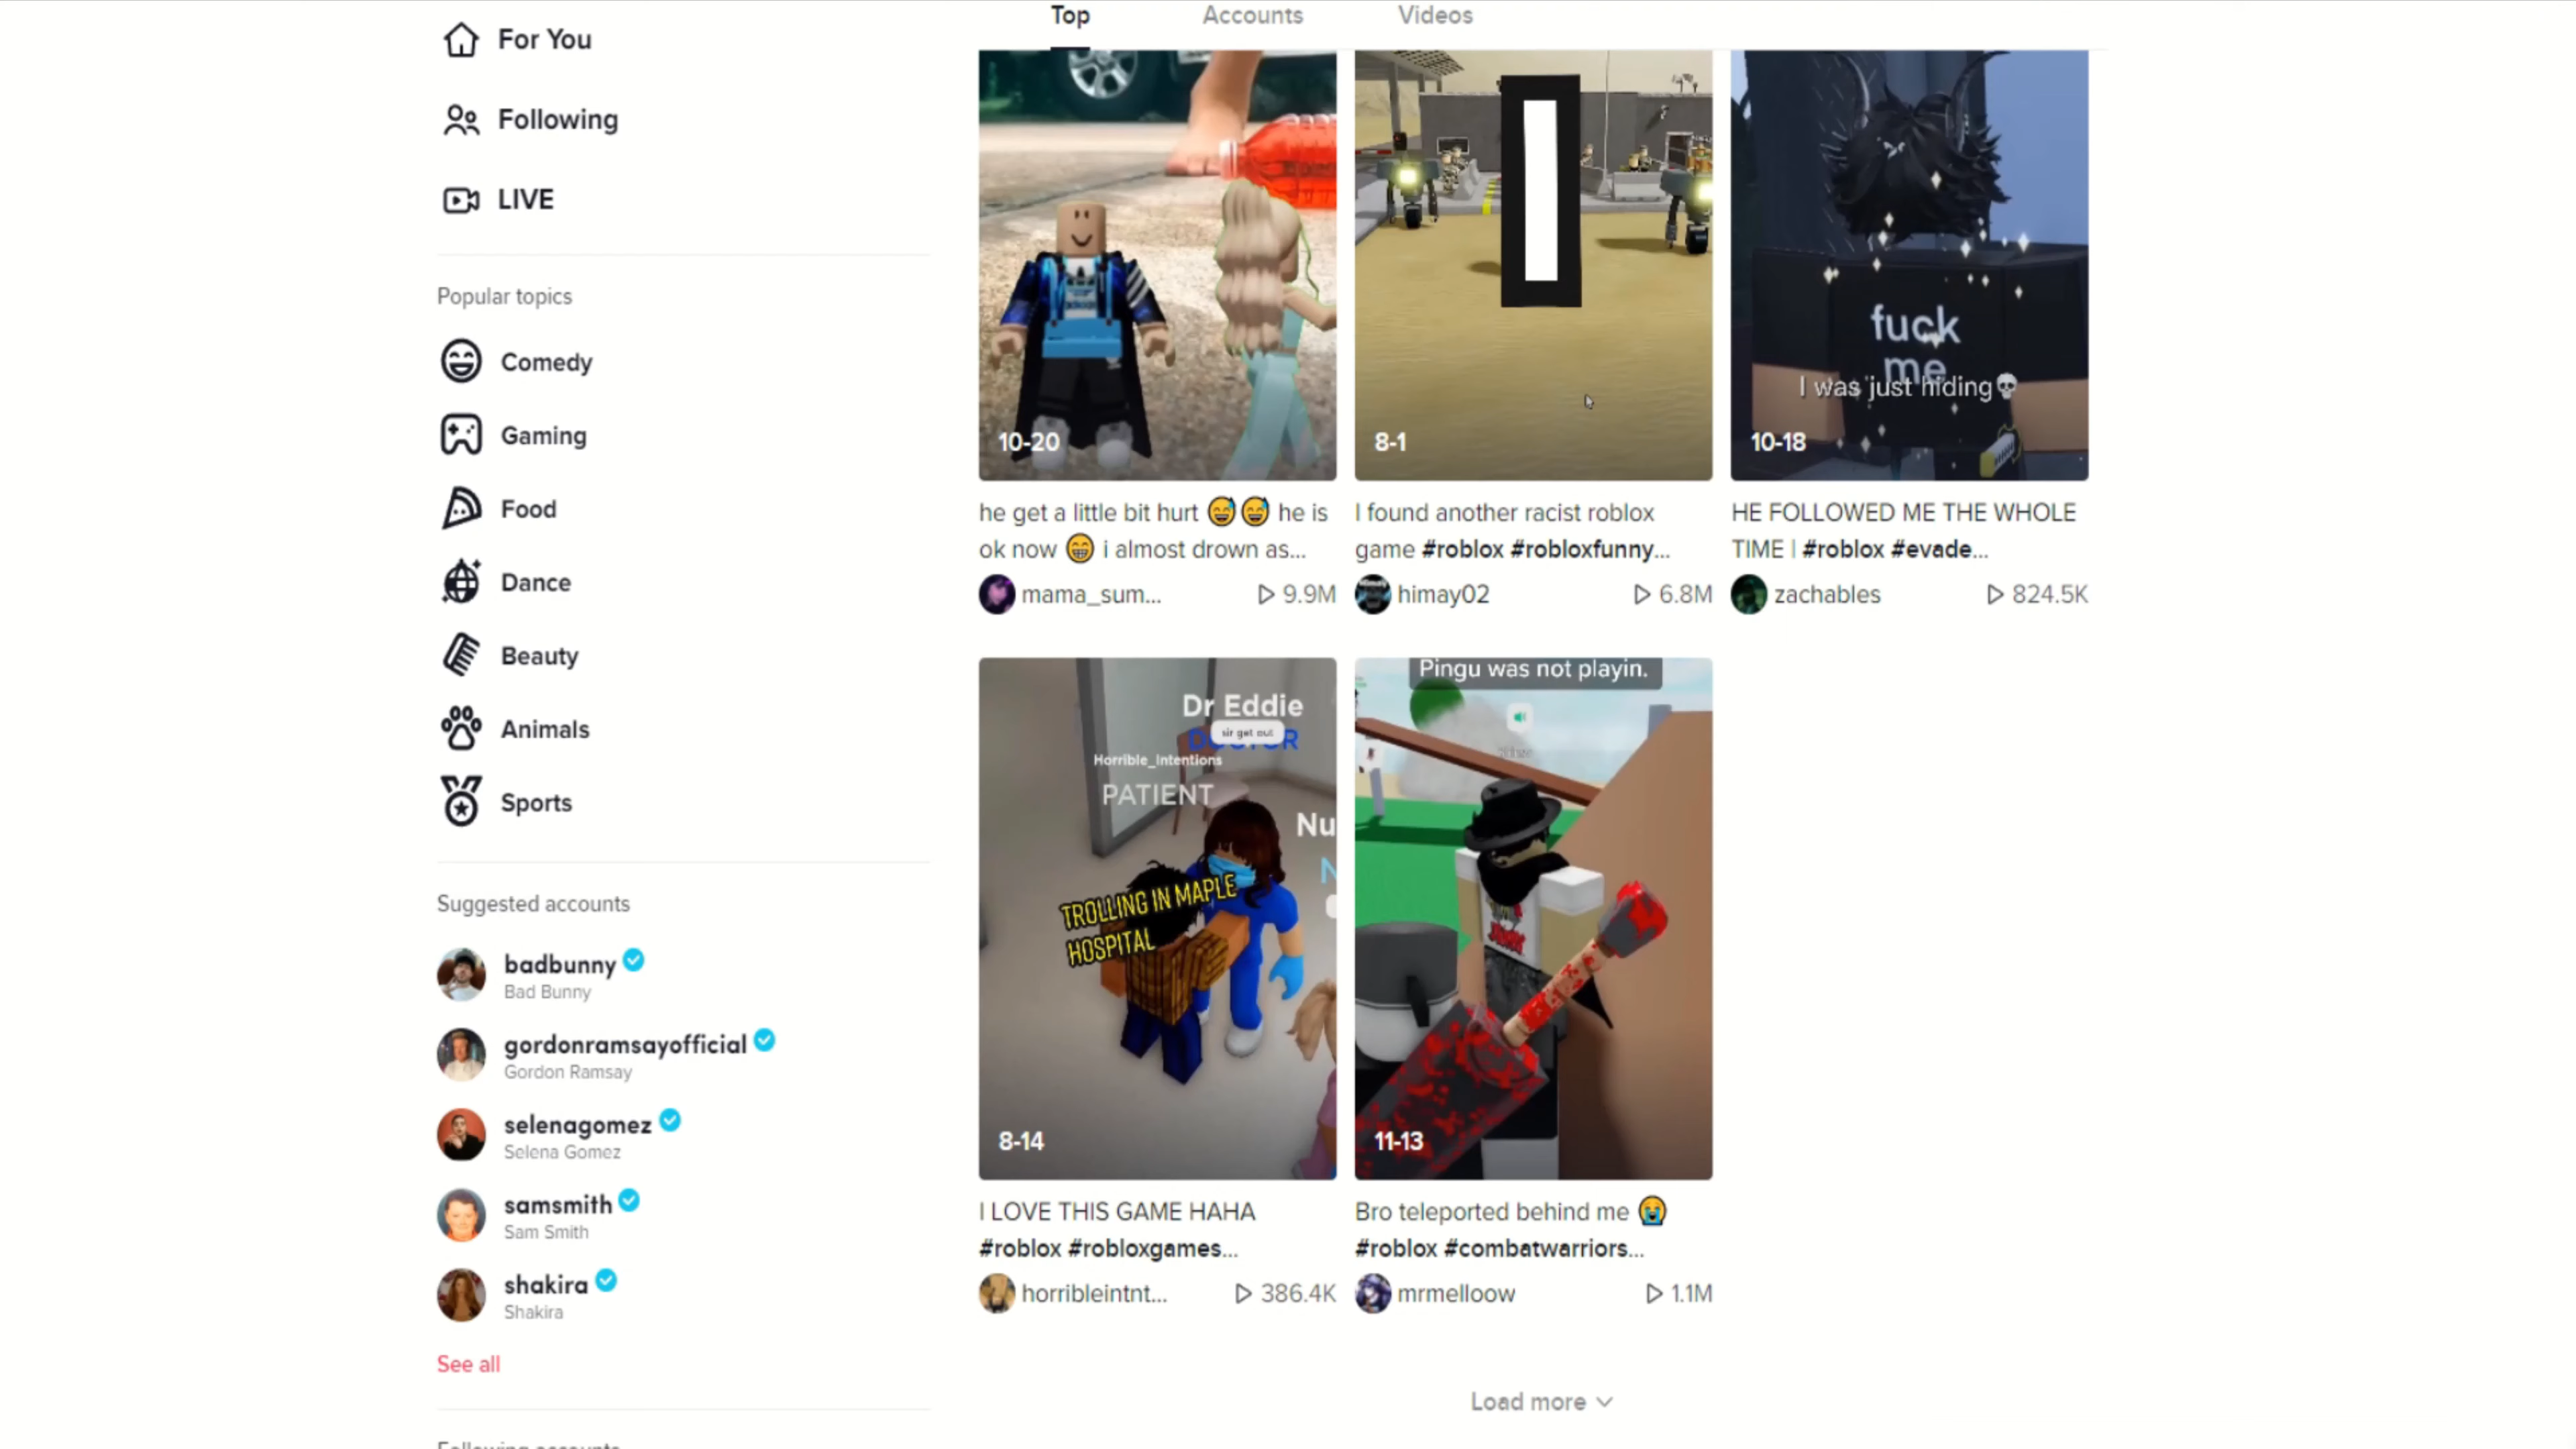 For You
Following
LIVE
Popular topics
Comedy
Gaming
Food
Dance
Beauty
Animals
Sports
Suggested accounts
badbunny
Bad Bunny
gordonramsayofficial
Gordon Ramsay
selenagomez
Selena Gomez
samsmith
Sam Smith
shakira
Shakira
See all
Top Accounts Videos
10-20
he get a little bit hurt 😅😅 he is
ok now 😁 i almost drown as...
mama_sum... 9.9M
8-1
I found another racist roblox
game #roblox #robloxfunny...
himay02 6.8M
fuck
me
I was just hiding💀
10-18
HE FOLLOWED ME THE WHOLE
TIME | #roblox #evade...
zachables 824.5K
Dr Eddie
sir get out
DOCTOR
Horrible_Intentions
PATIENT
Nu
N
TROLLING IN MAPLE
HOSPITAL
8-14
I LOVE THIS GAME HAHA
#roblox #robloxgames...
horribleintnt... 386.4K
Pingu was not playin.
11-13
Bro teleported behind me 😭
#roblox #combatwarriors...
mrmelloow 1.1M
Load more